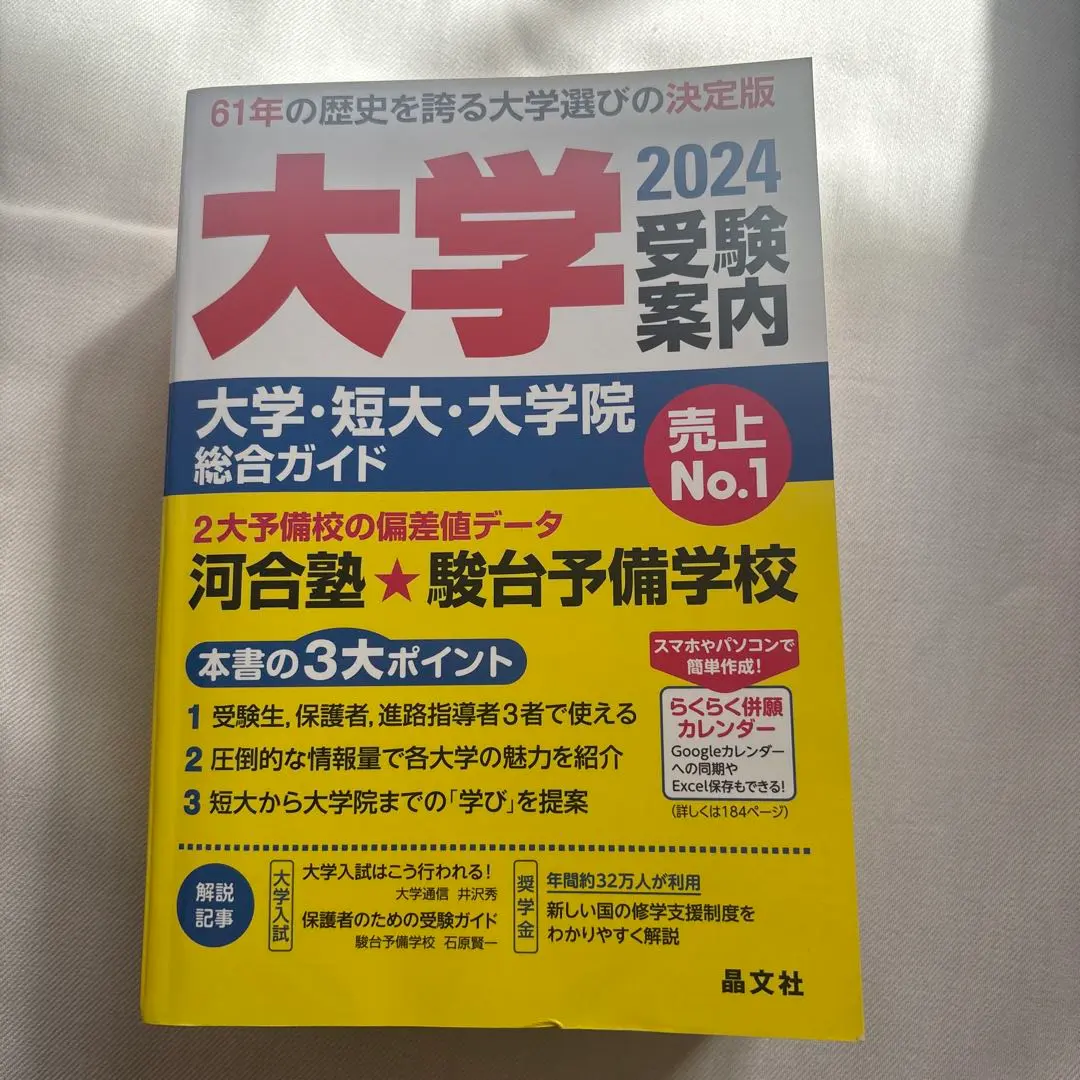 61年の歴史を誇る大学選びの決定版
大学
2024
受験
案内
大学・短大・大学院
総合ガイド
売上
No.1
2大予備校の偏差値データ
河合塾★駿台予備学校
本書の3大ポイント
1 受験生,保護者,進路指導者3者で使える
2 圧倒的な情報量で各大学の魅力を紹介
3 短大から大学院までの「学び」を提案
スマホやパソコンで
簡単作成!
らくらく併願
カレンダー
Googleカレンダー
への同期や
Excel保存もできる!
(詳しくは184ページ)
解説
記事
大学入試
大学入試はこう行われる!
大学通信 井沢秀
保護者のための受験ガイド
駿台予備学校 石原賢一
奨学金
年間約32万人が利用
新しい国の修学支援制度を
わかりやすく解説
晶文社